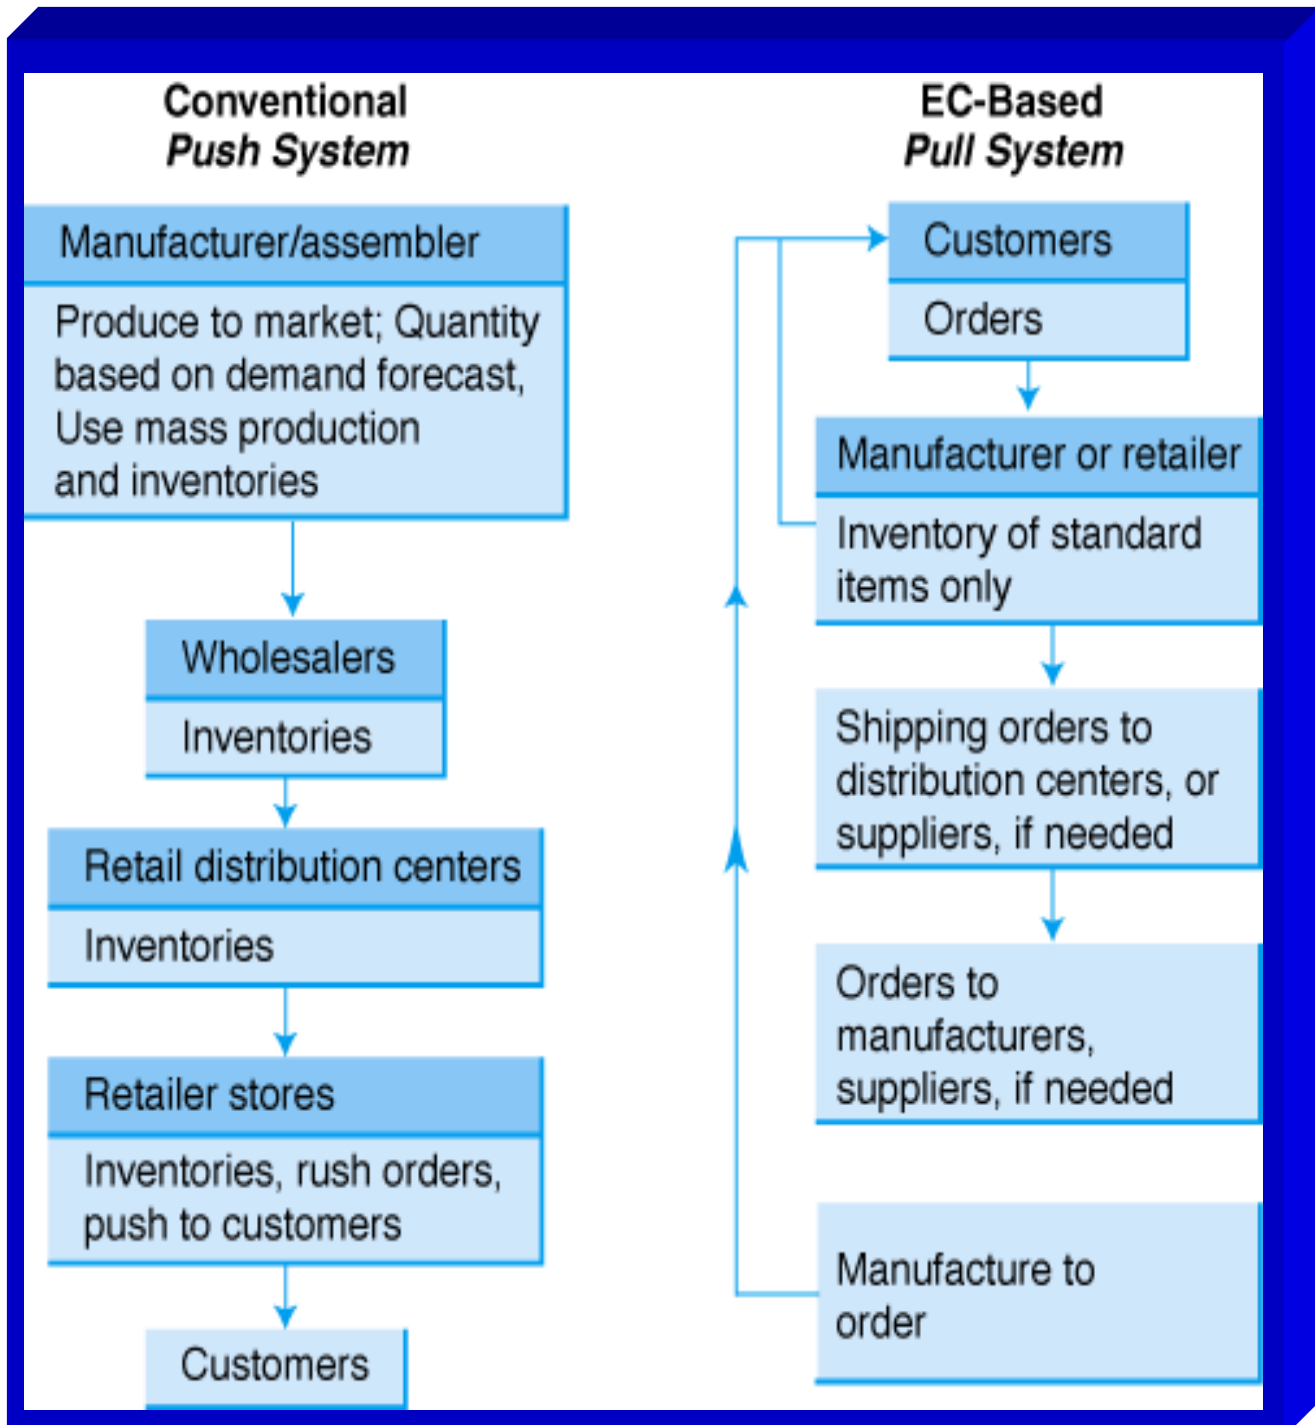 Conventional
Push System
Manufacturer/assembler
Produce to market; Quantity
based on demand forecast,
Use mass production
and inventories
Wholesalers
Inventories
Retail distribution centers
Inventories
Retailer stores
Inventories, rush orders,
push to customers
Customers
EC-Based
Pull System
Customers
Orders
Manufacturer or retailer
Inventory of standard
items only
Shipping orders to
distribution centers, or
suppliers, if needed
Orders to
manufacturers,
suppliers, if needed
Manufacture to
order